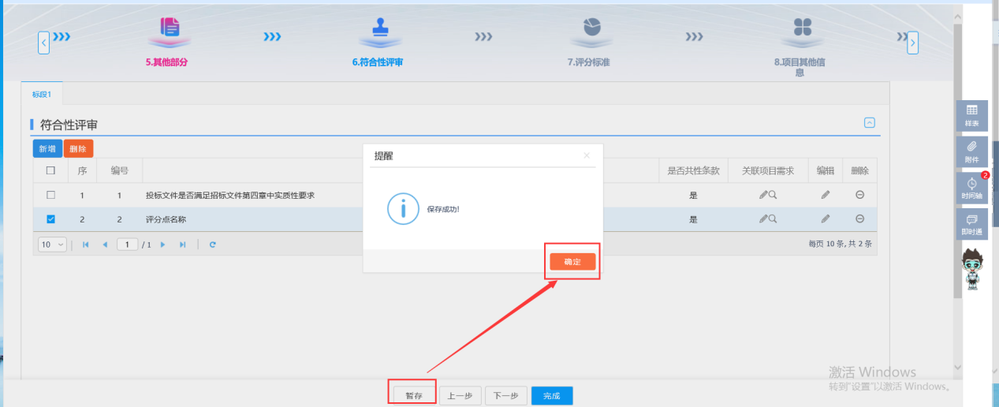 5.其他部分
6.符合性评审
7.评分标准
8.项目其他信
息
标段1
符合性评审
新增 删除
序 编号 是否共性条款 关联项目需求 编辑 删除
1 1 投标文件是否满足招标文件第四章中实质性要求 是
2 2 评分点名称 是
10 1 / 1 每页 10 条, 共 2 条
提醒
保存成功!
确定
样表
附件
2
时间轴
即时通
激活 Windows
转到"设置"以激活 Windows。
暂存 上一步 下一步 完成